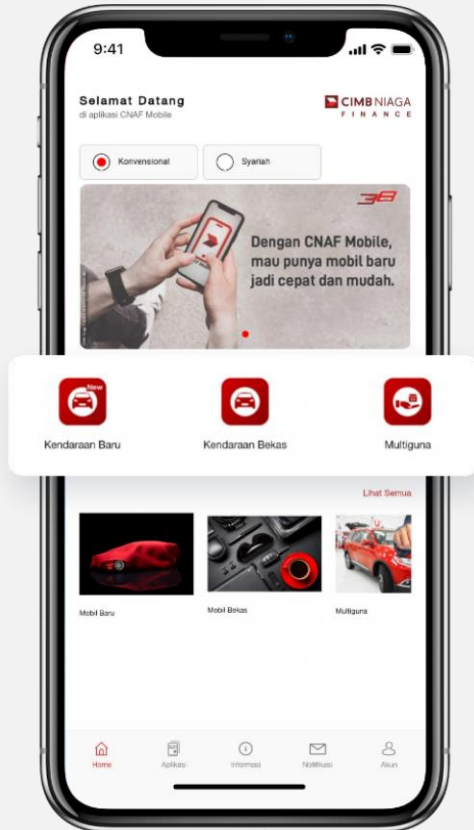 9:41
Selamat Datang
di aplikasi CNAF Mobile
CIMB NIAGA
FINANCE
Konvensional
Syariah
38
Dengan CNAF Mobile,
mau punya mobil baru
jadi cepat dan mudah.
New
Kendaraan Baru
Kendaraan Bekas
Multiguna
Lihat Semua
Mobil Baru
Mobil Bekas
Multiguna
Home
Aplikasi
Informasi
Notifikasi
Akun